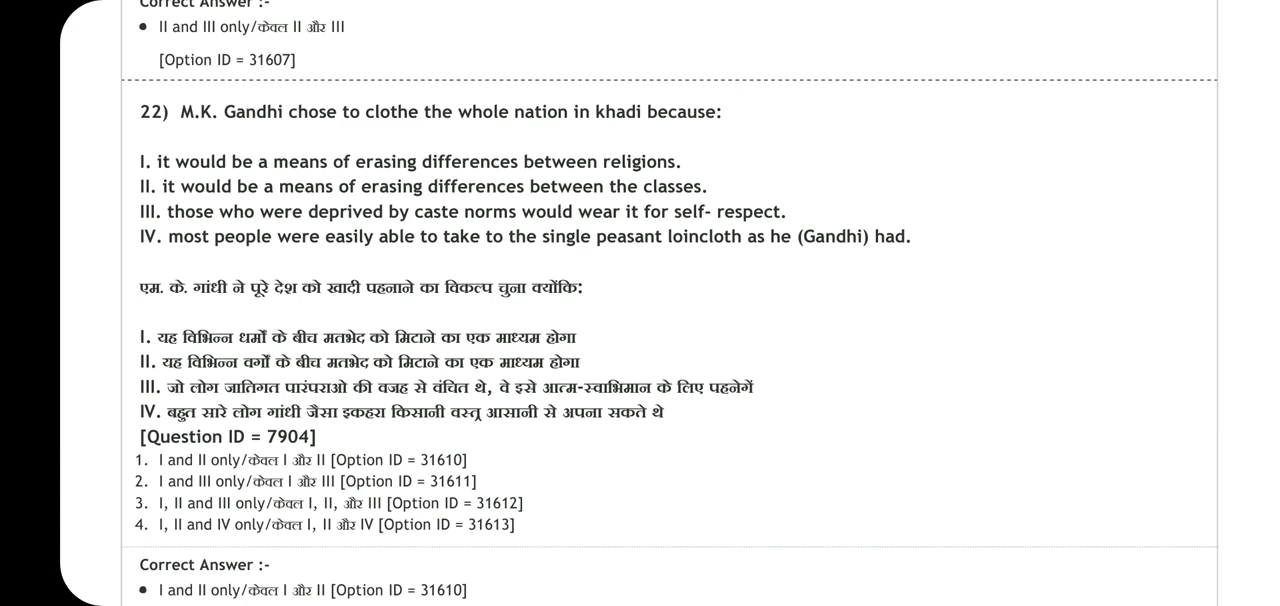 Correct Answer :-
II and III only/केवल II और III
[Option ID = 31607]
22) M.K. Gandhi chose to clothe the whole nation in khadi because:
I. it would be a means of erasing differences between religions.
II. it would be a means of erasing differences between the classes.
III. those who were deprived by caste norms would wear it for self- respect.
IV. most people were easily able to take to the single peasant loincloth as he (Gandhi) had.
एम. के. गांधी ने पूरे देश को खादी पहनाने का विकल्प चुना क्योंकि:
I. यह विभिन्न धर्मों के बीच मतभेद को मिटाने का एक माध्यम होगा
II. यह विभिन्न वर्गों के बीच मतभेद को मिटाने का एक माध्यम होगा
III. जो लोग जातिगत पारंपराओ की वजह से वंचित थे, वे इसे आत्म-स्वाभिमान के लिए पहनेगें
IV. बहुत सारे लोग गांधी जैसा इकहरा किसानी वस्त्र आसानी से अपना सकते थे
[Question ID = 7904]
1. I and II only/केवल I और II [Option ID = 31610]
2. I and III only/केवल I और III [Option ID = 31611]
3. I, II and III only/केवल I, II, और III [Option ID = 31612]
4. I, II and IV only/केवल I, II और IV [Option ID = 31613]
Correct Answer :-
I and II only/केवल I और II [Option ID = 31610]